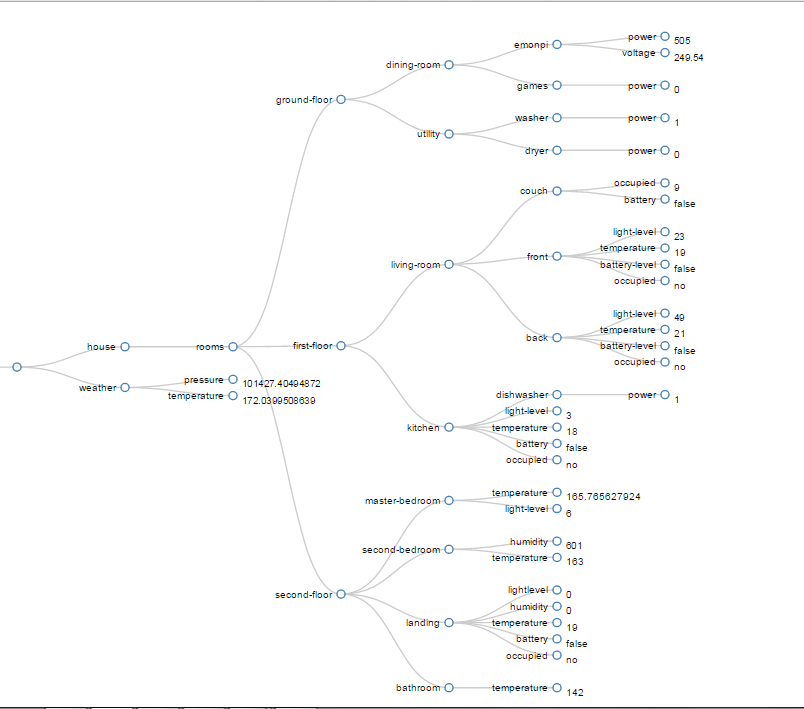 emonpi
power
505
voltage
249.54
dining-room
games
power
0
ground-floor
washer
power
1
utility
dryer
power
0
couch
occupied
9
battery
false
living-room
front
light-level
23
temperature
19
battery-level
false
occupied
no
back
light-level
49
temperature
21
battery-level
false
occupied
no
house
rooms
first-floor
weather
pressure
101427.40494872
temperature
172.0399508639
dishwasher
power
1
kitchen
light-level
3
temperature
18
battery
false
occupied
no
master-bedroom
temperature
165.765627924
light-level
6
second-bedroom
humidity
601
temperature
163
second-floor
lightlevel
0
humidity
0
landing
temperature
19
battery
false
occupied
no
bathroom
temperature
142